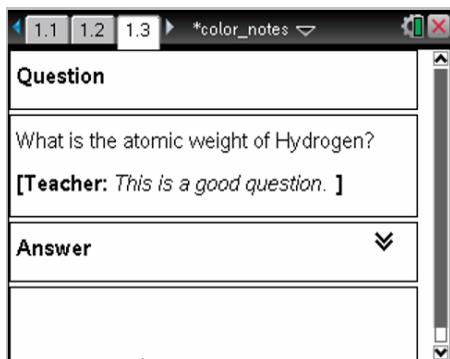 1.1 1.2 1.3 *color_notes
Question
What is the atomic weight of Hydrogen?
[Teacher: This is a good question. ]
Answer